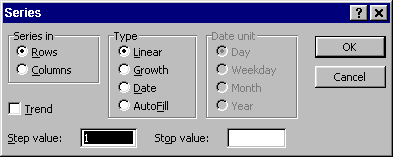 Series
Series in
Rows
Columns
Type
Linear
Growth
Date
AutoFill
Date unit
Day
Weekday
Month
Year
OK
Cancel
Trend
Step value: 1
Stop value: